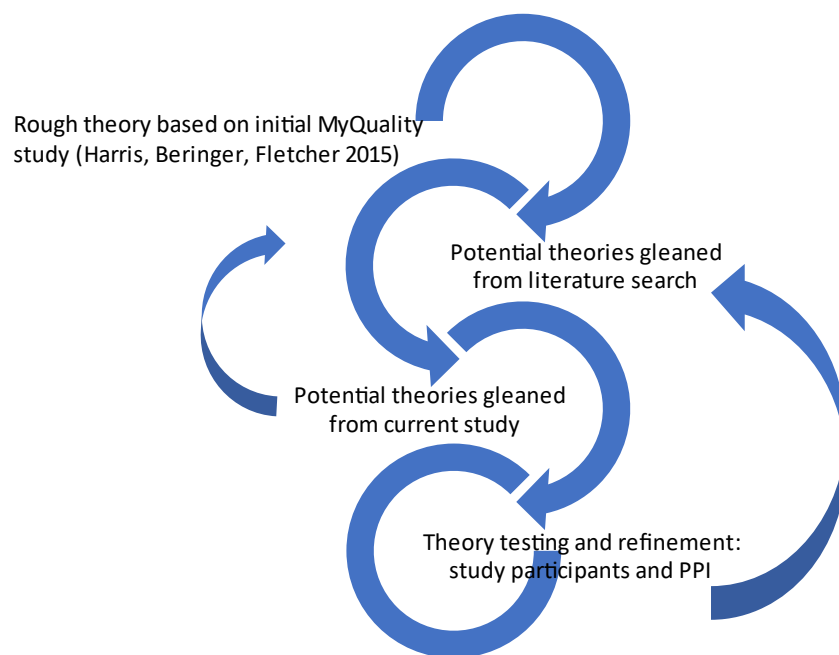 Rough theory based on initial MyQuality
study (Harris, Beringer, Fletcher 2015)
Potential theories gleaned
from literature search
Potential theories gleaned
from current study
Theory testing and refinement:
study participants and PPI